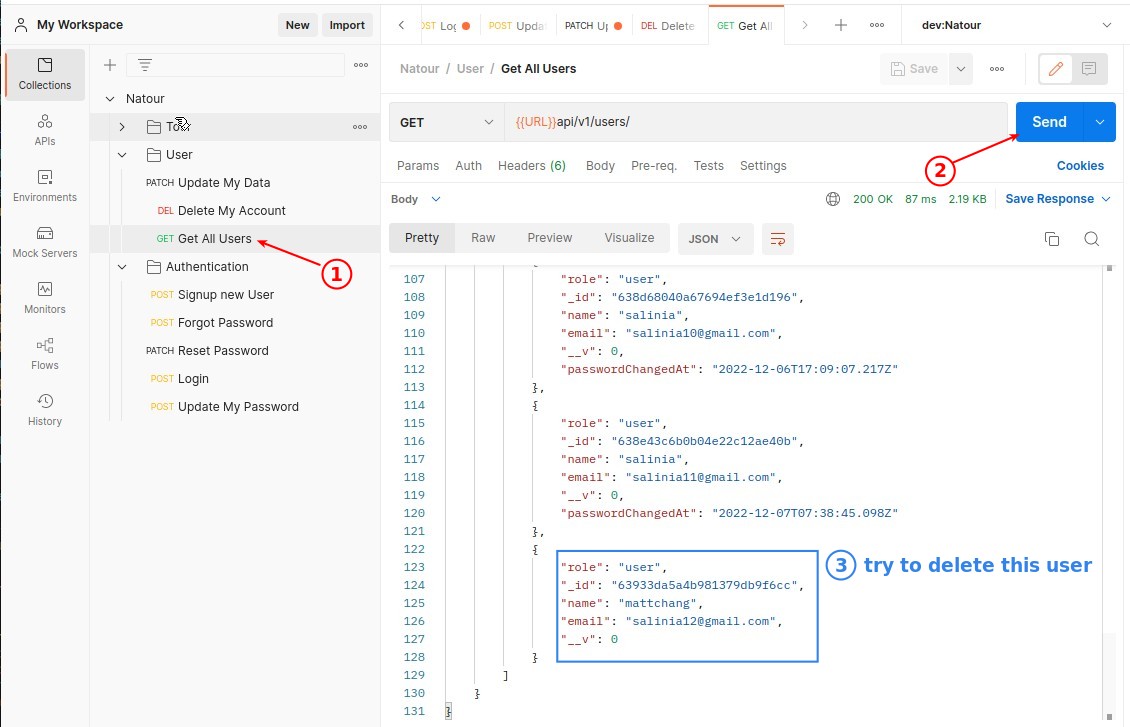 My Workspace
New
Import
Collections
APIs
Environments
Mock Servers
Monitors
Flows
History
Natour
User
PATCH Update My Data
DEL Delete My Account
GET Get All Users
Authentication
POST Signup new User
POST Forgot Password
PATCH Reset Password
POST Login
POST Update My Password
1
POST
PATCH
DEL Delete
GET Get All
dev:Natour
Natour / User / Get All Users
Save
GET
{{URL}}api/v1/users/
Send
2
Params
Auth
Headers (6)
Body
Pre-req.
Tests
Settings
Cookies
Body
200 OK
87 ms
2.19 KB
Save Response
Pretty
Raw
Preview
Visualize
JSON
107 "role": "user",
108 "_id": "638d68040a67694ef3e1d196",
109 "name": "salinia",
110 "email": "salinia10@gmail.com",
111 "__v": 0,
112 "passwordChangedAt": "2022-12-06T17:09:07.217Z"
113 },
114 {
115 "role": "user",
116 "_id": "638e43c6b0b04e22c12ae40b",
117 "name": "salinia",
118 "email": "salinia11@gmail.com",
119 "__v": 0,
120 "passwordChangedAt": "2022-12-07T07:38:45.098Z"
121 },
122 {
123 "role": "user",
124 "_id": "63933da5a4b981379db9f6cc",
125 "name": "mattchang",
126 "email": "salinia12@gmail.com",
127 "__v": 0
128 }
129 ]
130 }
131 }
3 try to delete this user